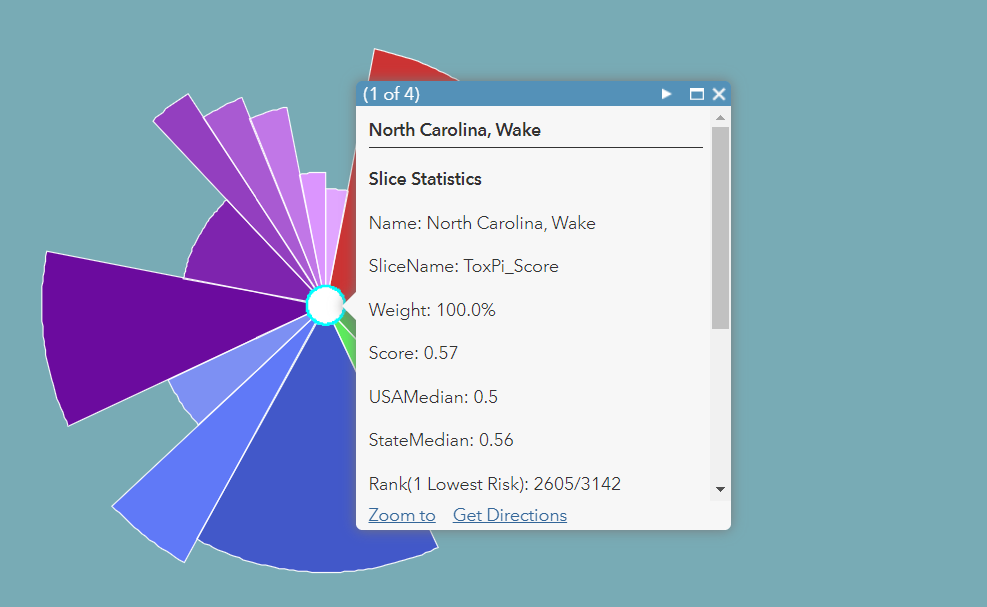 (1 of 4)
North Carolina, Wake
Slice Statistics
Name: North Carolina, Wake
SliceName: ToxPi_Score
Weight: 100.0%
Score: 0.57
USAMedian: 0.5
StateMedian: 0.56
Rank(1 Lowest Risk): 2605/3142
Zoom to Get Directions